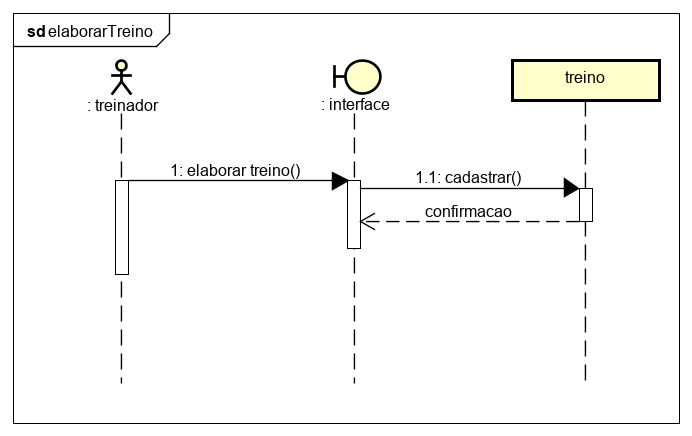 sd elaborarTreino
: treinador
: interface
treino
1: elaborar treino()
1.1: cadastrar()
confirmacao